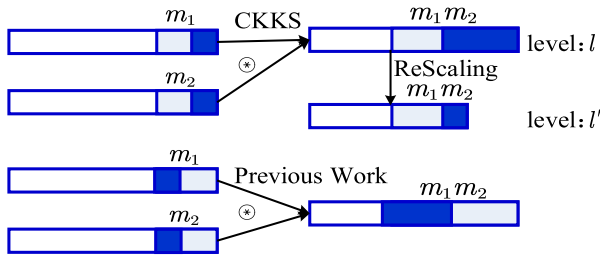 m₁ CKKS m₁m₂
⊛ level: l
m₂ ReScaling
m₁m₂
level: l′
m₁ Previous Work m₁m₂
m₂ ⊛